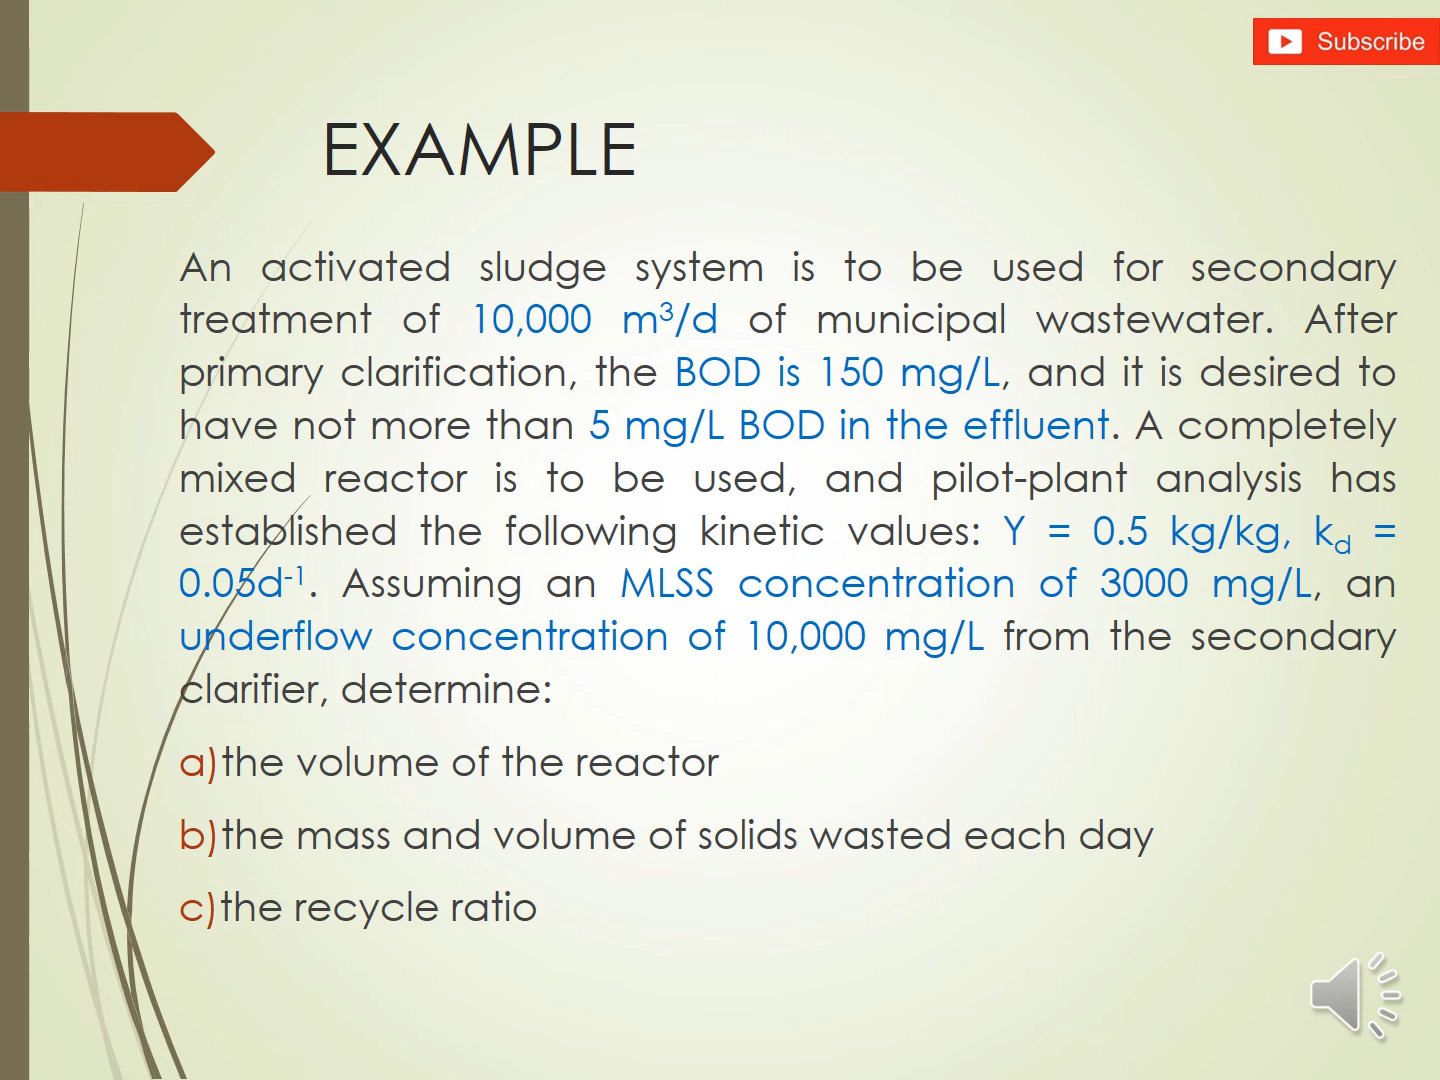 Subscribe
EXAMPLE
An activated sludge system is to be used for secondary
treatment of 10,000 m³/d of municipal wastewater. After
primary clarification, the BOD is 150 mg/L, and it is desired to
have not more than 5 mg/L BOD in the effluent. A completely
mixed reactor is to be used, and pilot-plant analysis has
established the following kinetic values: Y = 0.5 kg/kg, k_d =
0.05d⁻¹. Assuming an MLSS concentration of 3000 mg/L, an
underflow concentration of 10,000 mg/L from the secondary
clarifier, determine:
a)the volume of the reactor
b)the mass and volume of solids wasted each day
c)the recycle ratio